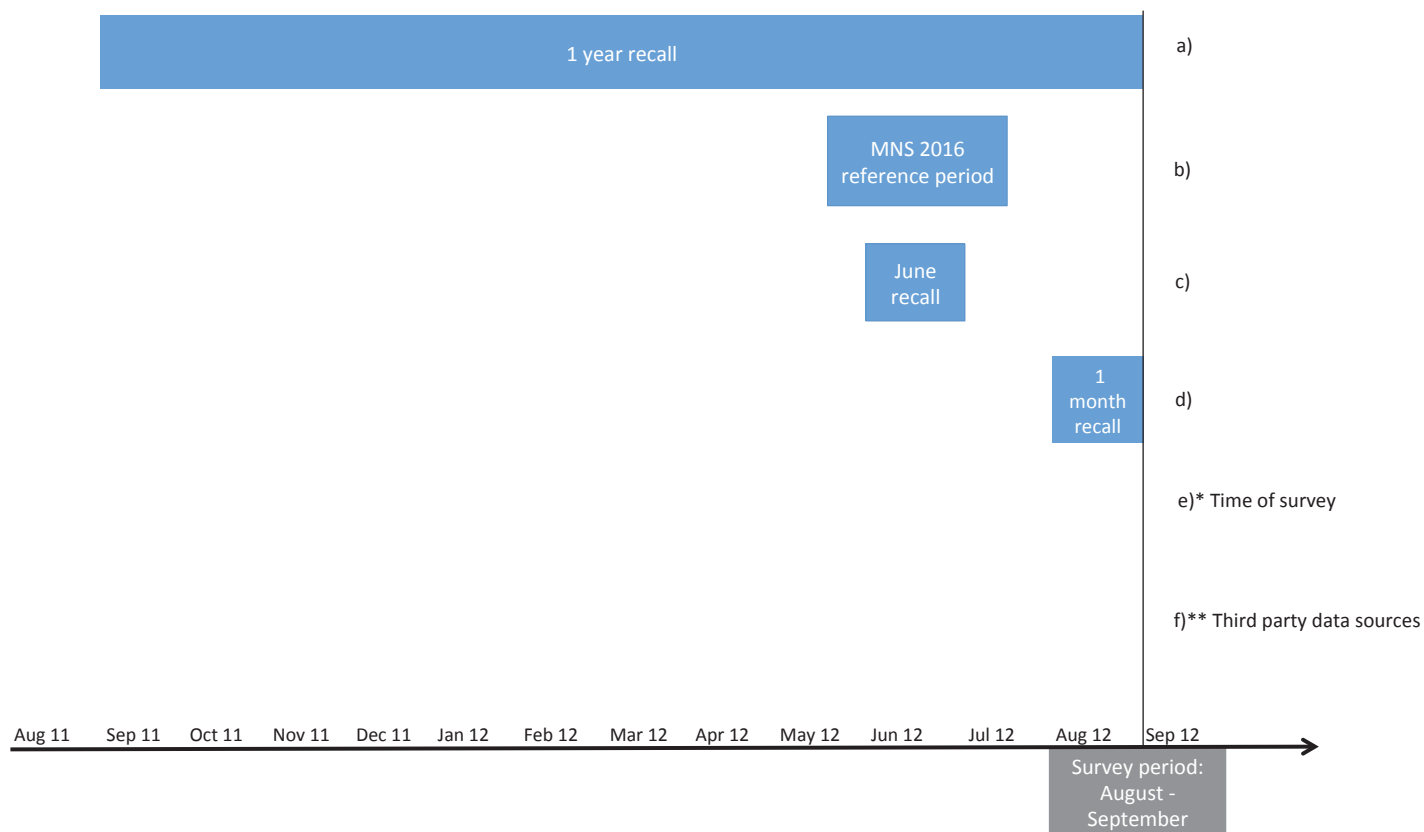 1 year recall
a)
MNS 2016
reference period
b)
June
recall
c)
1
month
recall
d)
e)* Time of survey
f)** Third party data sources
Aug 11 Sep 11 Oct 11 Nov 11 Dec 11 Jan 12 Feb 12 Mar 12 Apr 12 May 12 Jun 12 Jul 12 Aug 12 Sep 12
Survey period:
August -
September